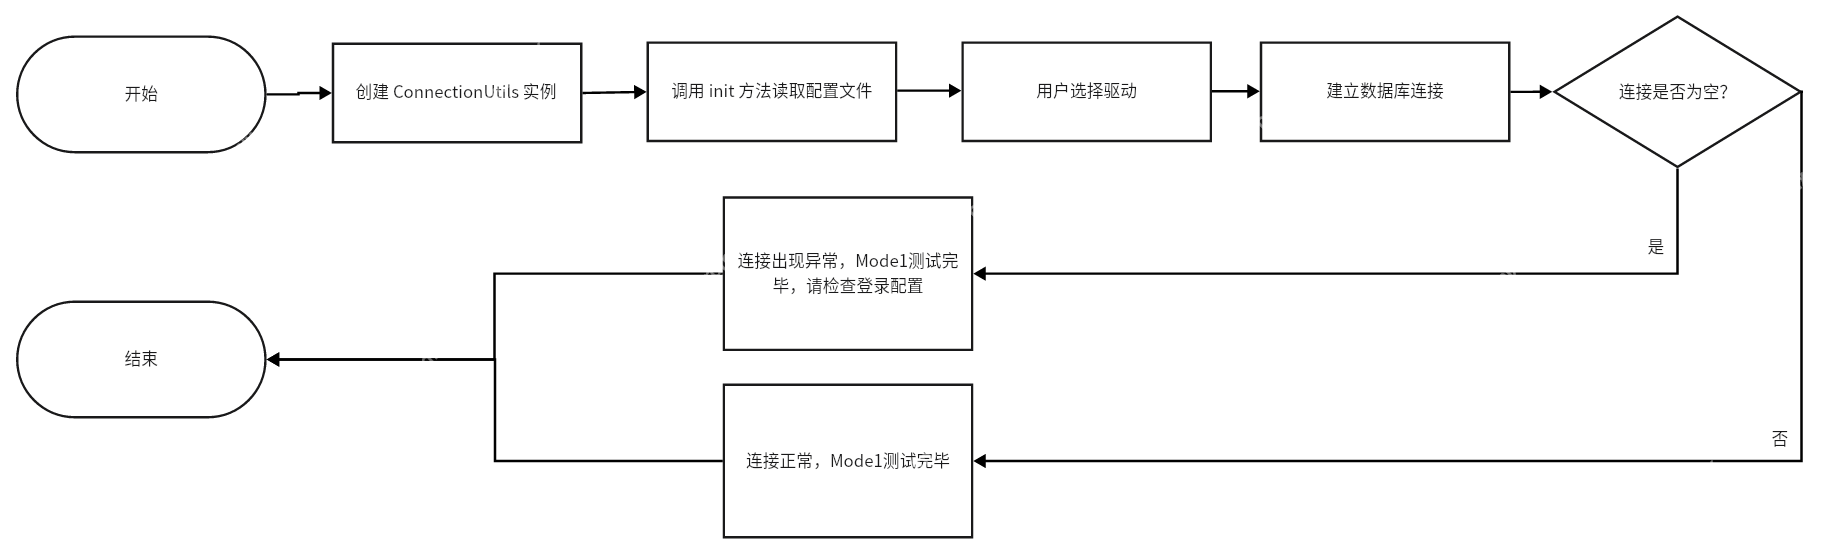 开始
创建 ConnectionUtils 实例
调用 init 方法读取配置文件
用户选择驱动
建立数据库连接
连接是否为空？
是
连接出现异常，Mode1测试完
毕，请检查登录配置
结束
否
连接正常，Mode1测试完毕